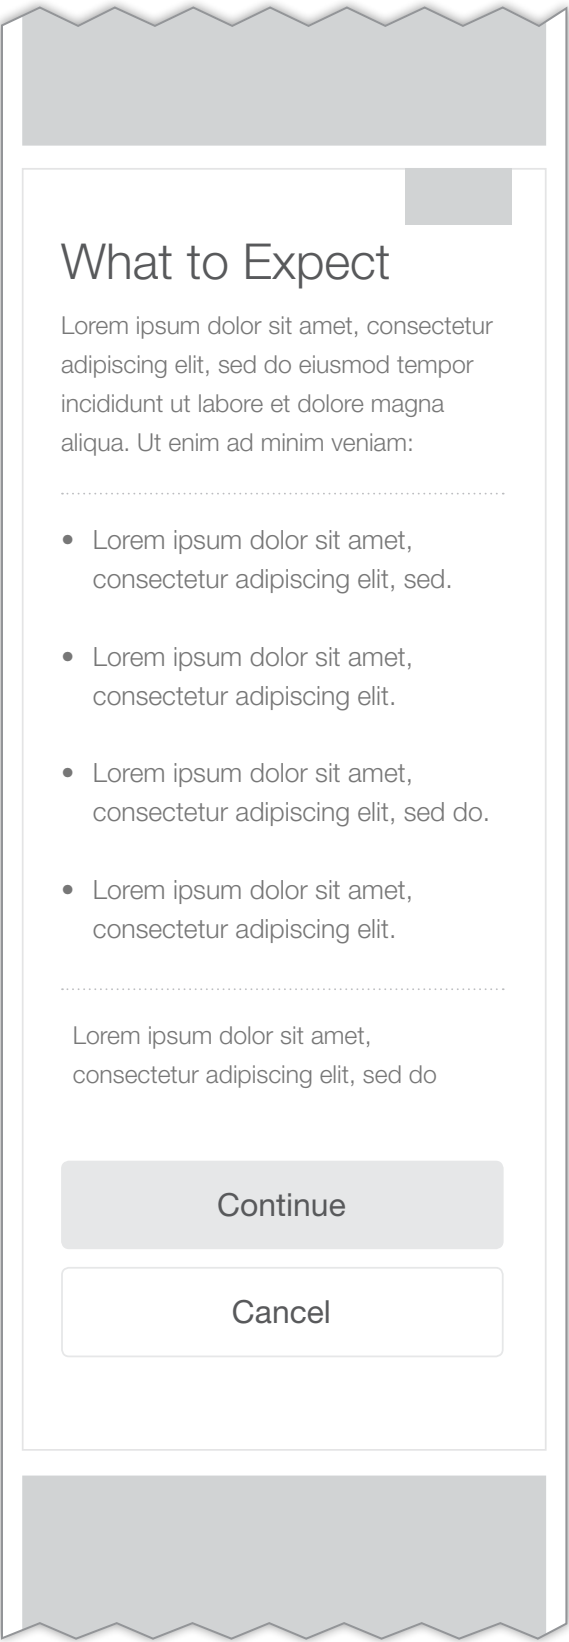 What to Expect
Lorem ipsum dolor sit amet, consectetur
adipiscing elit, sed do eiusmod tempor
incididunt ut labore et dolore magna
aliqua. Ut enim ad minim veniam:
• Lorem ipsum dolor sit amet,
consectetur adipiscing elit, sed.
• Lorem ipsum dolor sit amet,
consectetur adipiscing elit.
• Lorem ipsum dolor sit amet,
consectetur adipiscing elit, sed do.
• Lorem ipsum dolor sit amet,
consectetur adipiscing elit.
Lorem ipsum dolor sit amet,
consectetur adipiscing elit, sed do
Continue
Cancel